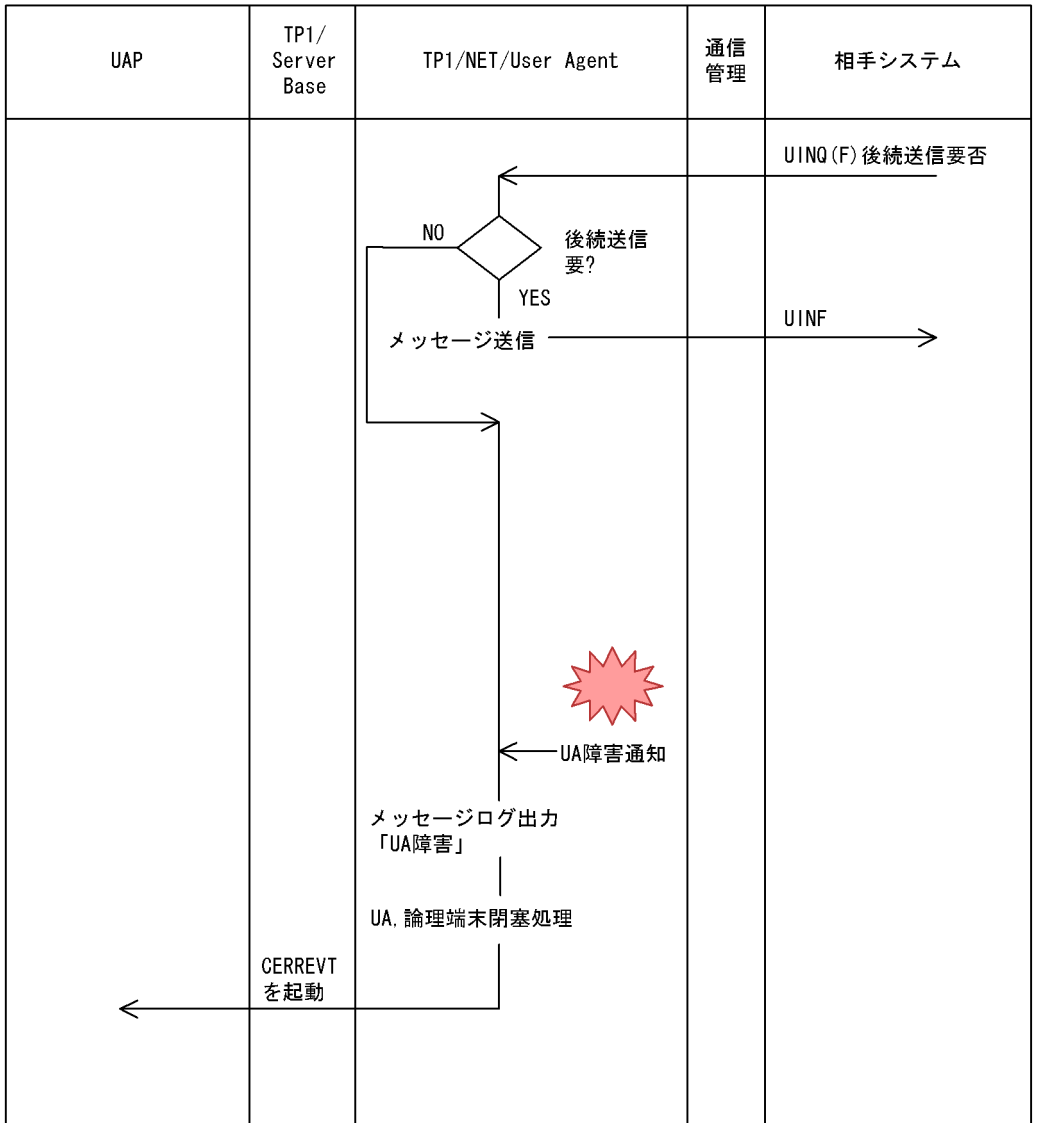 UAP
TP1/
Server
Base
TP1/NET/User Agent
通信
管理
相手システム
UINQ(F)後続送信要否
NO
後続送信
要?
YES
メッセージ送信
UINF
UA障害通知
メッセージログ出力
「UA障害」
UA,論理端末閉塞処理
CERREVT
を起動